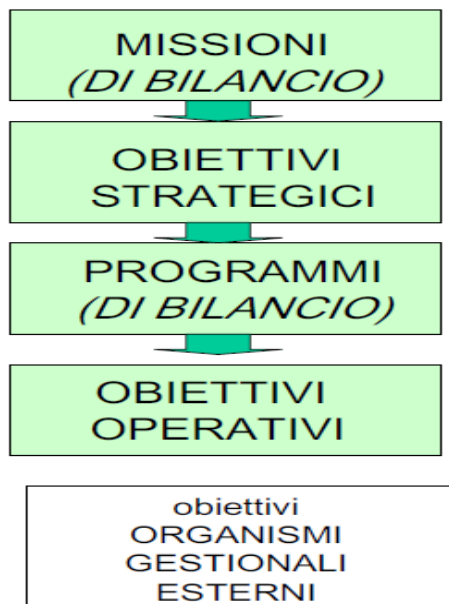 MISSIONI
(DI BILANCIO)
OBIETTIVI
STRATEGICI
PROGRAMMI
(DI BILANCIO)
OBIETTIVI
OPERATIVI
obiettivi
ORGANISMI
GESTIONALI
ESTERNI